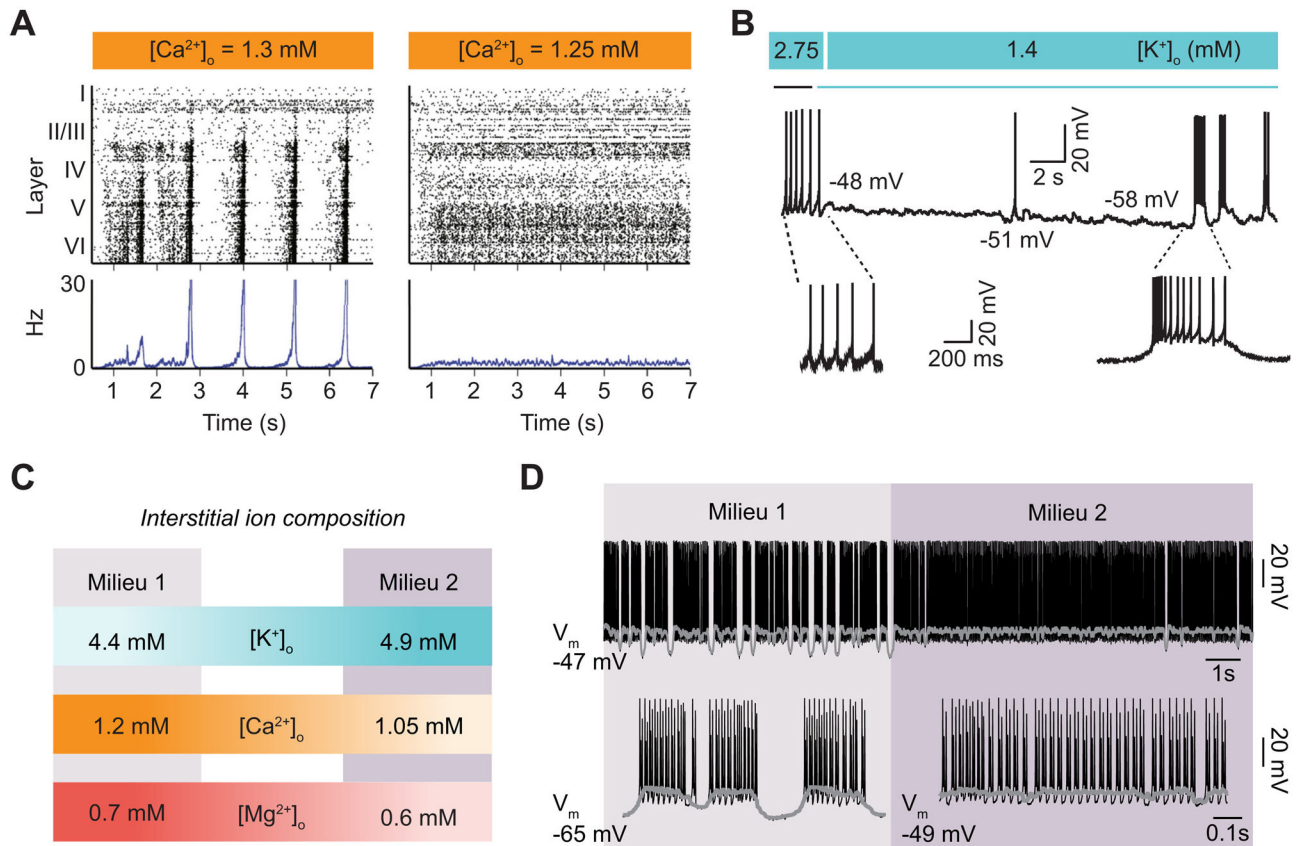 A
[Ca²⁺]ₒ = 1.3 mM
[Ca²⁺]ₒ = 1.25 mM
I
II/III
IV
V
VI
Layer
30
0
Hz
1 2 3 4 5 6 7
Time (s)
1 2 3 4 5 6 7
Time (s)
B
2.75
1.4
[K⁺]ₒ (mM)
-48 mV
2 s
20 mV
-51 mV
-58 mV
200 ms
20 mV
C
Interstitial ion composition
Milieu 1
Milieu 2
4.4 mM [K⁺]ₒ 4.9 mM
1.2 mM [Ca²⁺]ₒ 1.05 mM
0.7 mM [Mg²⁺]ₒ 0.6 mM
D
Milieu 1
Milieu 2
20 mV
Vₘ
-47 mV
1s
20 mV
Vₘ
-65 mV
Vₘ
-49 mV
0.1s